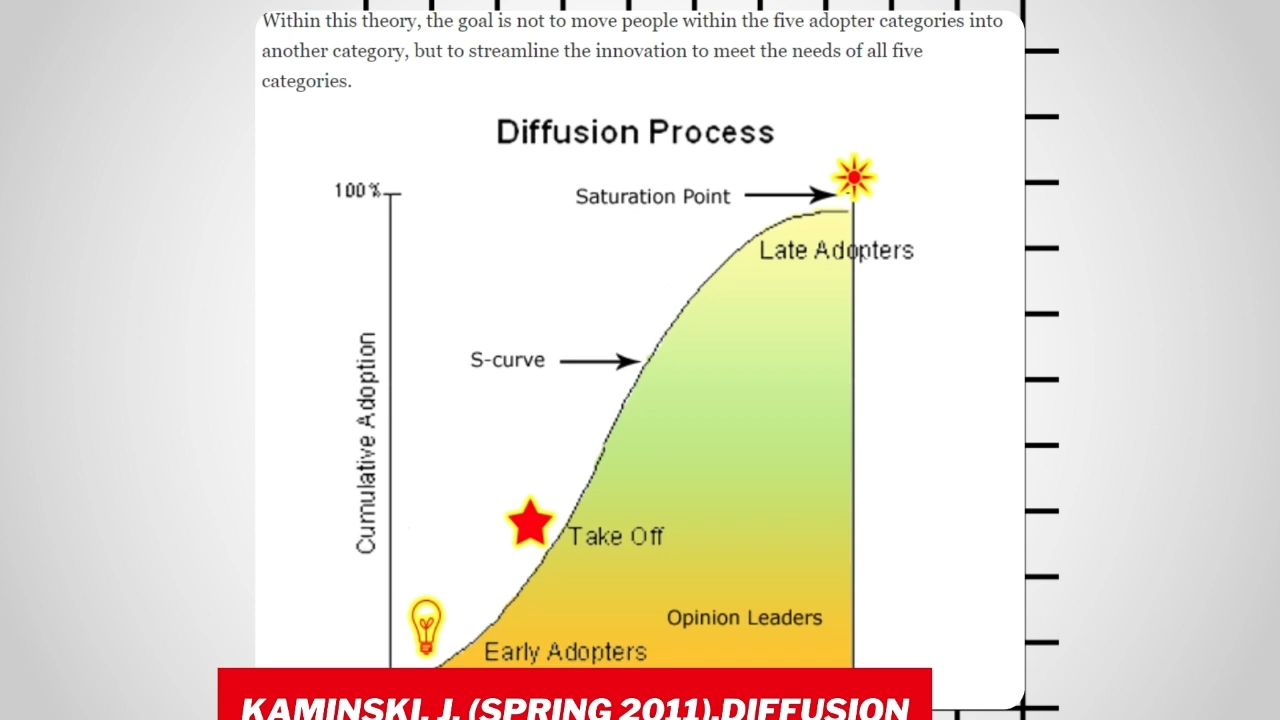 Within this theory, the goal is not to move people within the five adopter categories into
another category, but to streamline the innovation to meet the needs of all five
categories.
Diffusion Process
100%
Saturation Point
Late Adopters
S-curve
Cumulative Adoption
Take Off
Opinion Leaders
Early Adopters
KAMINSKI, J. (SPRING 2011).DIFFUSION